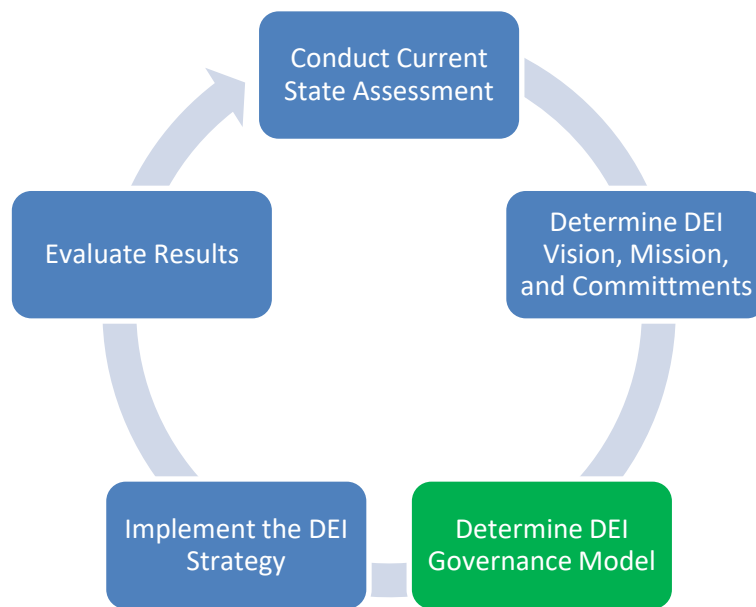 Conduct Current
State Assessment
Determine DEI
Vision, Mission,
and Committments
Determine DEI
Governance Model
Implement the DEI
Strategy
Evaluate Results